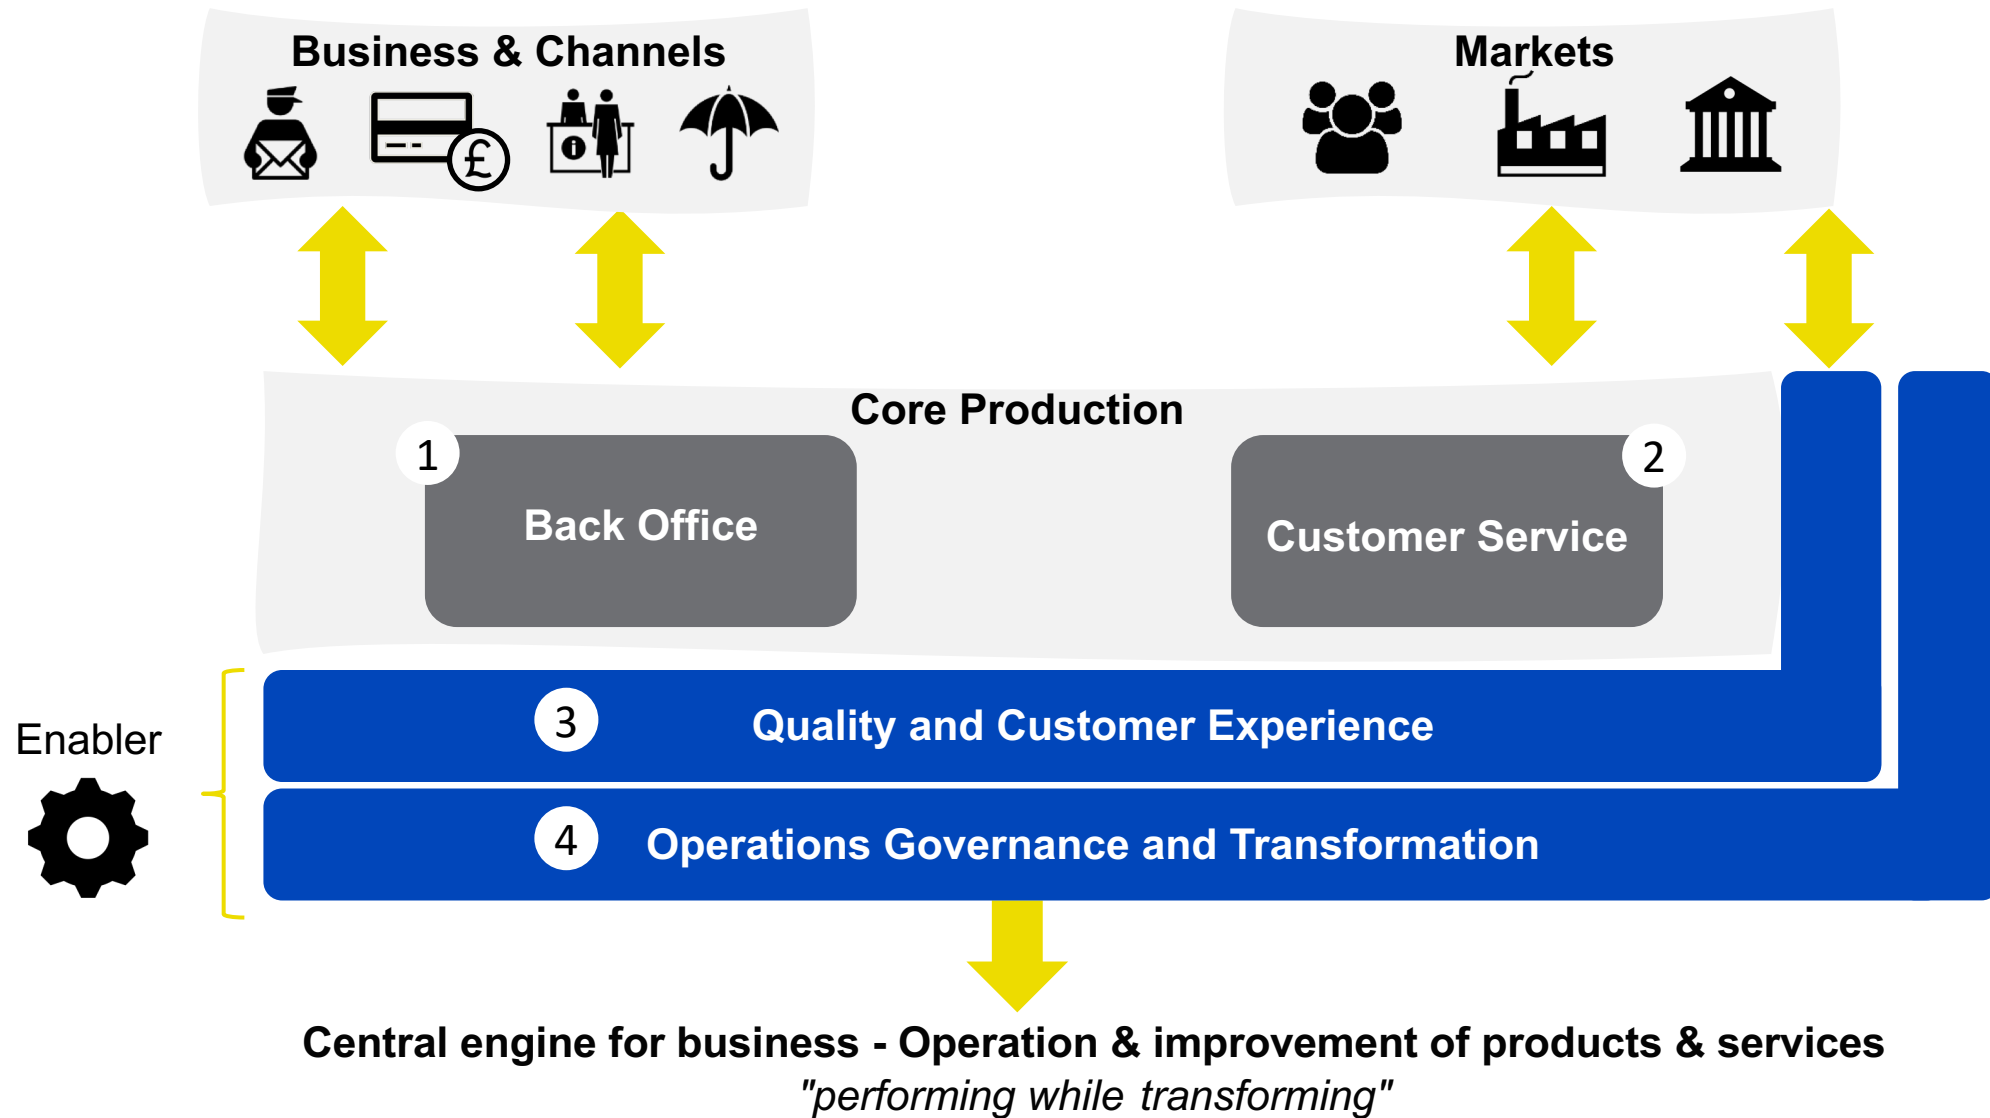 Business & Channels
Markets
£
i
Core Production
1
2
Back Office
Customer Service
3
Quality and Customer Experience
Enabler
4
Operations Governance and Transformation
Central engine for business - Operation & improvement of products & services
"performing while transforming"